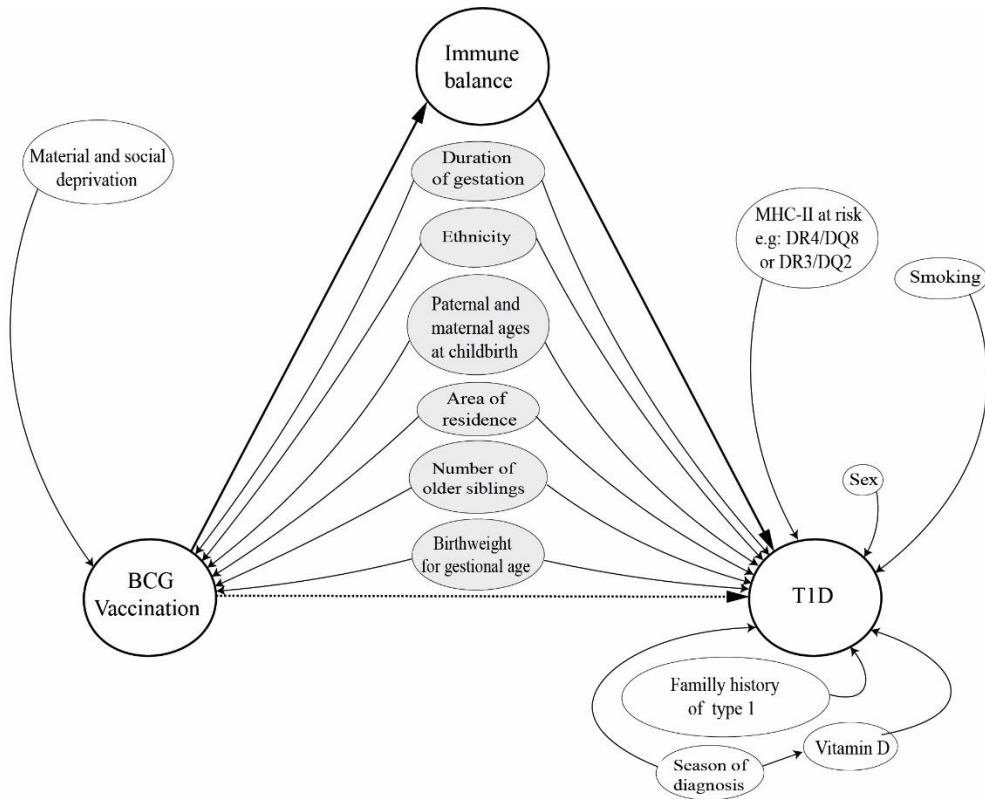 Immune
balance
Material and social
deprivation
Duration
of gestation
MHC-II at risk
e.g: DR4/DQ8
or DR3/DQ2
Ethnicity
Smoking
Paternal and
maternal ages
at childbirth
Area of
residence
Number of
older siblings
Sex
Birthweight
for gestional age
BCG
Vaccination
T1D
Familly history
of type 1
Season of
diagnosis
Vitamin D